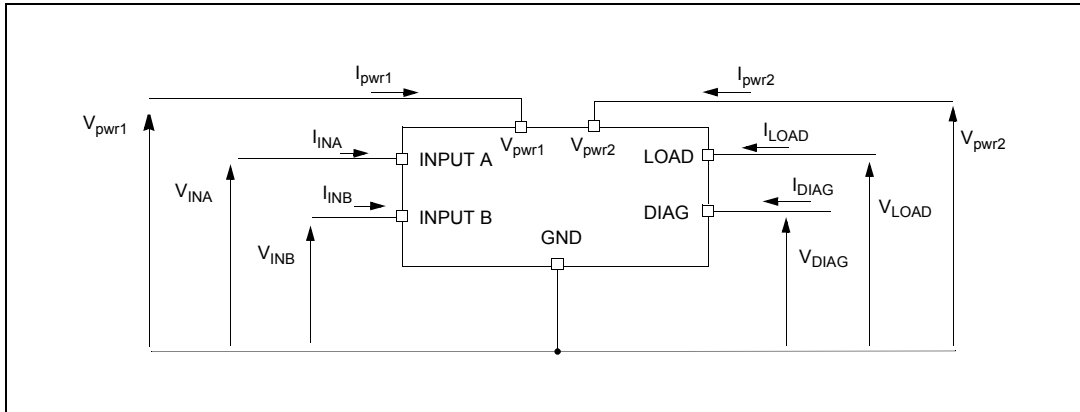 I_pwr1
I_pwr2
V_pwr1
V_pwr2
V_pwr1 V_pwr2
I_INA
INPUT A
LOAD
I_LOAD
V_INA
I_INB
INPUT B
DIAG
I_DIAG
V_LOAD
GND
V_INB
V_DIAG